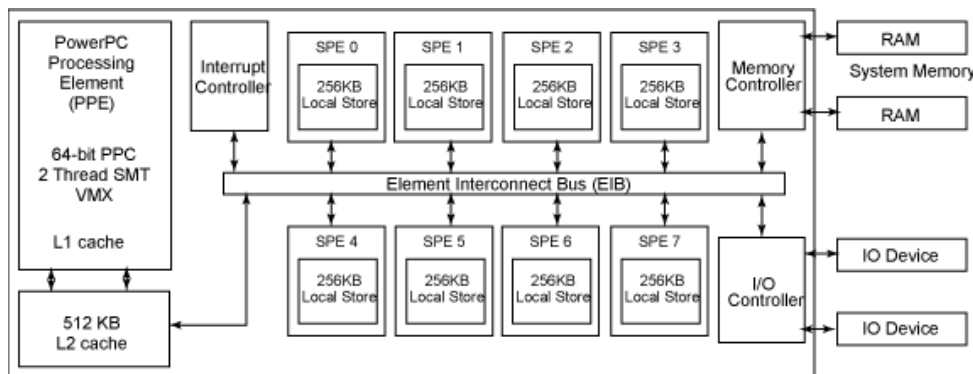 PowerPC
Processing
Element
(PPE)
64-bit PPC
2 Thread SMT
VMX
L1 cache
512 KB
L2 cache
Interrupt
Controller
SPE 0
256KB
Local Store
SPE 1
256KB
Local Store
SPE 2
256KB
Local Store
SPE 3
256KB
Local Store
Memory
Controller
RAM
System Memory
RAM
Element Interconnect Bus (EIB)
SPE 4
256KB
Local Store
SPE 5
256KB
Local Store
SPE 6
256KB
Local Store
SPE 7
256KB
Local Store
I/O
Controller
IO Device
IO Device